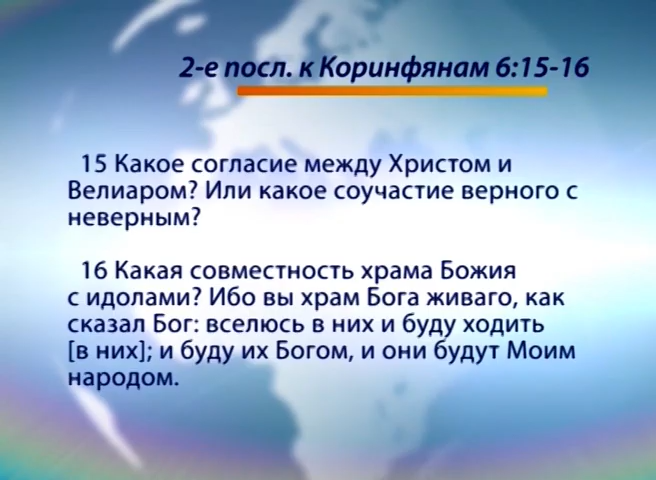 2-е посл. к Коринфянам 6:15-16
15 Какое согласие между Христом и
Велиаром? Или какое соучастие верного с
неверным?
16 Какая совместность храма Божия
с идолами? Ибо вы храм Бога живаго, как
сказал Бог: вселюсь в них и буду ходить
[в них]; и буду их Богом, и они будут Моим
народом.